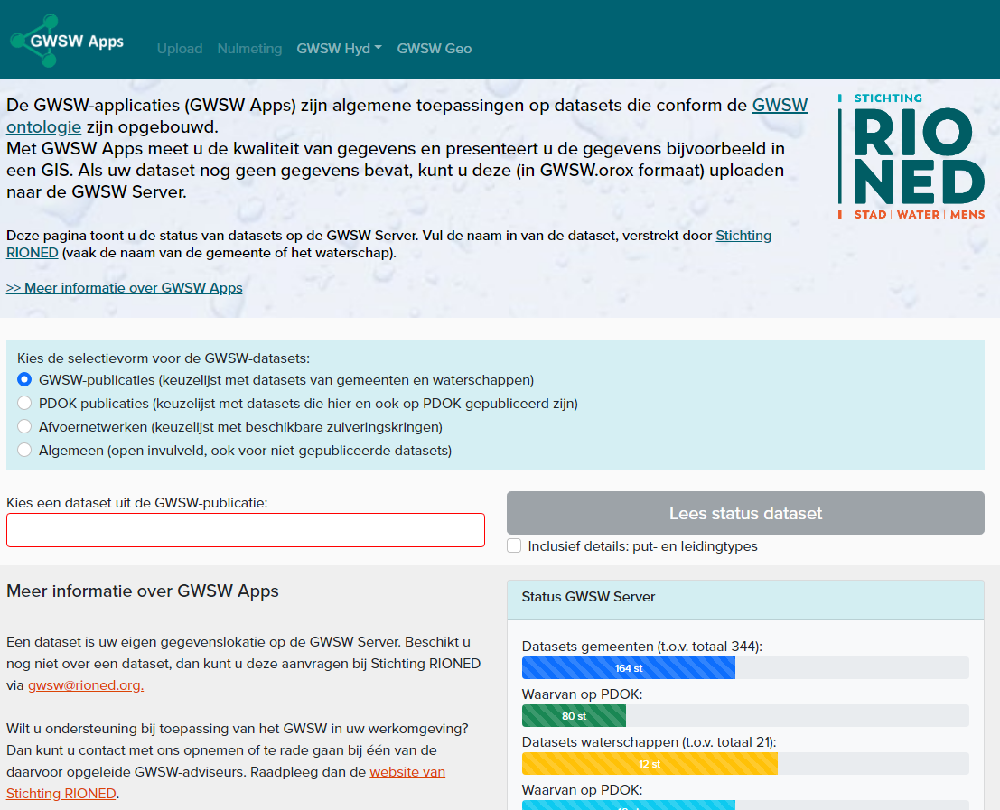 GWSW Apps
Upload Nulmeting GWSW Hyd GWSW Geo
De GWSW-applicaties (GWSW Apps) zijn algemene toepassingen op datasets die conform de GWSW
ontologie zijn opgebouwd.
Met GWSW Apps meet u de kwaliteit van gegevens en presenteert u de gegevens bijvoorbeeld in
een GIS. Als uw dataset nog geen gegevens bevat, kunt u deze (in GWSW.orox formaat) uploaden
naar de GWSW Server.
STICHTING
RIO
NED
STAD | WATER | MENS
Deze pagina toont u de status van datasets op de GWSW Server. Vul de naam in van de dataset, verstrekt door Stichting
RIONED (vaak de naam van de gemeente of het waterschap).
>> Meer informatie over GWSW Apps
Kies de selectievorm voor de GWSW-datasets:
GWSW-publicaties (keuzelijst met datasets van gemeenten en waterschappen)
PDOK-publicaties (keuzelijst met datasets die hier en ook op PDOK gepubliceerd zijn)
Afvoernetwerken (keuzelijst met beschikbare zuiveringskringen)
Algemeen (open invulveld, ook voor niet-gepubliceerde datasets)
Kies een dataset uit de GWSW-publicatie:
Lees status dataset
Inclusief details: put- en leidingtypes
Meer informatie over GWSW Apps
Een dataset is uw eigen gegevenslokatie op de GWSW Server. Beschikt u
nog niet over een dataset, dan kunt u deze aanvragen bij Stichting RIONED
via gwsw@rioned.org.
Wilt u ondersteuning bij toepassing van het GWSW in uw werkomgeving?
Dan kunt u contact met ons opnemen of te rade gaan bij één van de
daarvoor opgeleide GWSW-adviseurs. Raadpleeg dan de website van
Stichting RIONED.
Status GWSW Server
Datasets gemeenten (t.o.v. totaal 344):
164 st
Waarvan op PDOK:
80 st
Datasets waterschappen (t.o.v. totaal 21):
12 st
Waarvan op PDOK: